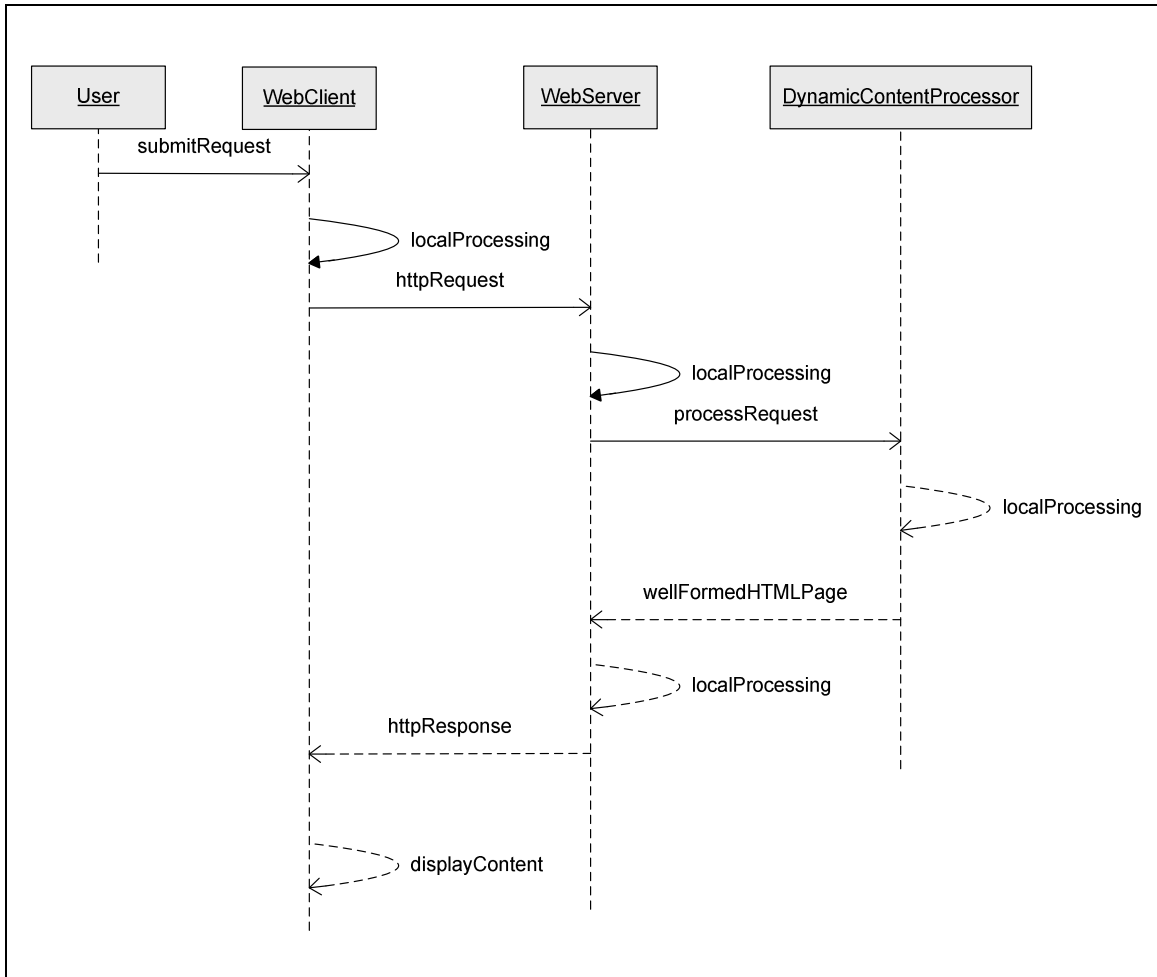 User
WebClient
WebServer
DynamicContentProcessor
submitRequest
localProcessing
httpRequest
localProcessing
processRequest
localProcessing
wellFormedHTMLPage
localProcessing
httpResponse
displayContent